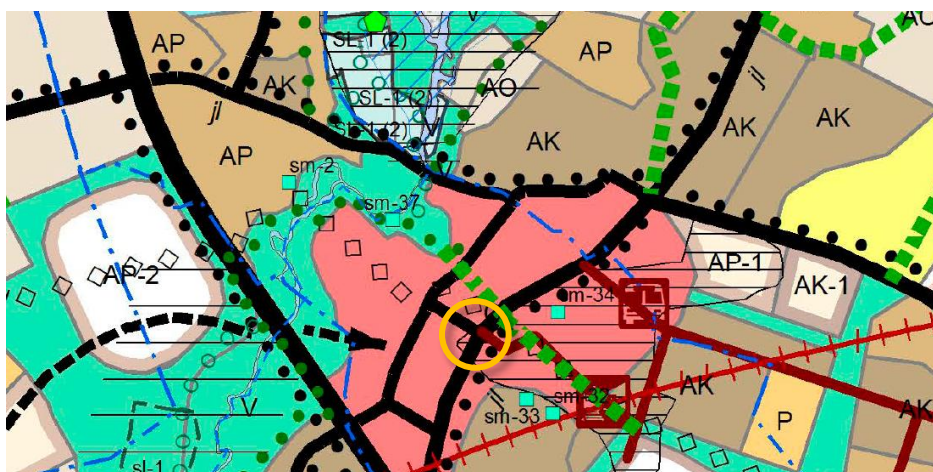 V
AO
AP
SL-1 (2)
AP
AK
SL-1 (2)
AO
jl
AK
jl
SL-1 (2)
V
AK
AK
AP
V
sm-2
sm-37
AP-2
AP-1
AK-1
m-34
AK
sm-32
jl
V
sm-33
P
AK
sl-1